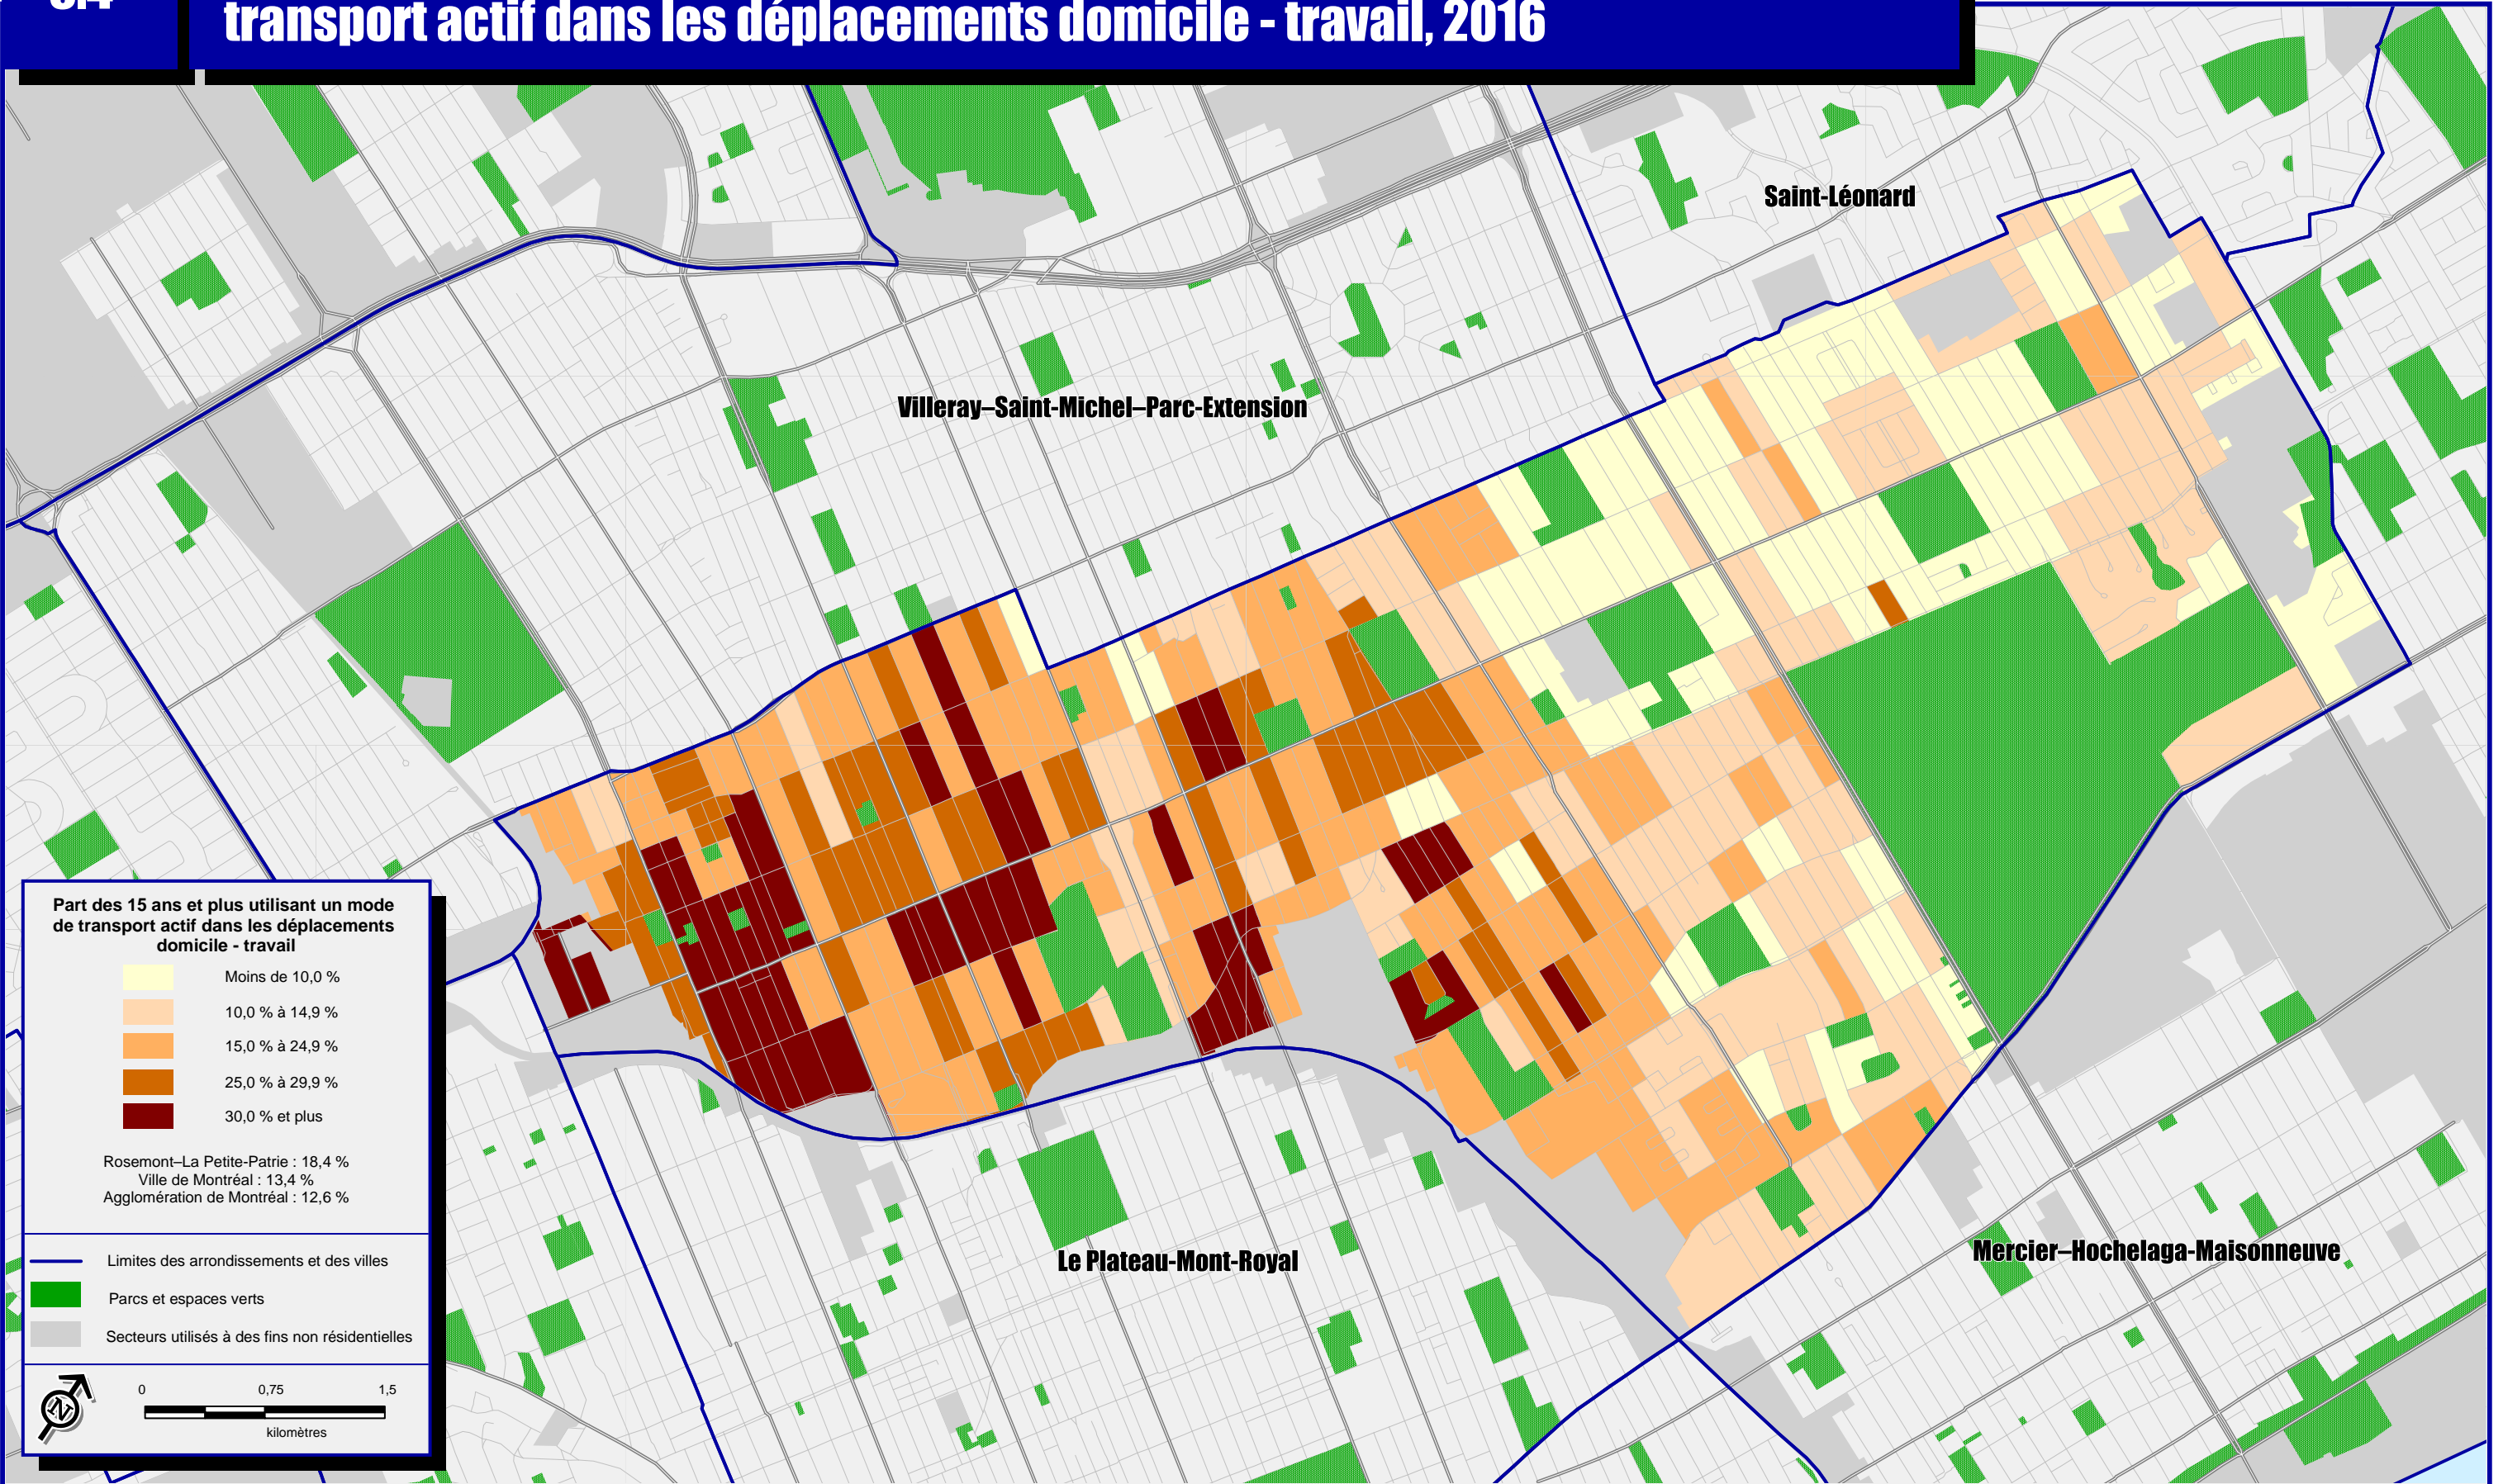 transport actif dans les déplacements domicile - travail, 2016
Saint-Léonard
Villeray–Saint-Michel–Parc-Extension
Le Plateau-Mont-Royal
Mercier–Hochelaga-Maisonneuve
Part des 15 ans et plus utilisant un mode
de transport actif dans les déplacements
domicile - travail
Moins de 10,0 %
10,0 % à 14,9 %
15,0 % à 24,9 %
25,0 % à 29,9 %
30,0 % et plus
Rosemont–La Petite-Patrie : 18,4 %
Ville de Montréal : 13,4 %
Agglomération de Montréal : 12,6 %
Limites des arrondissements et des villes
Parcs et espaces verts
Secteurs utilisés à des fins non résidentielles
N
0 0,75 1,5
kilomètres